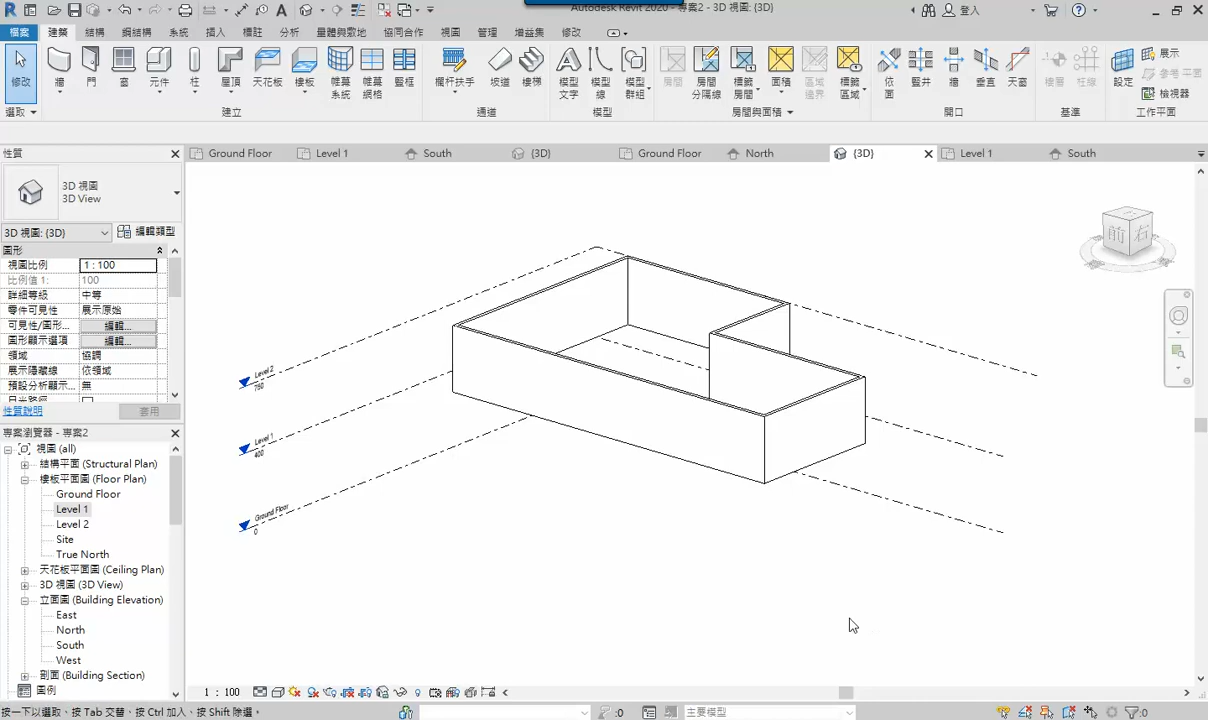 Autodesk Revit 2020 - 專案2 - 3D 視圖: {3D}
登入
檔案 建築 結構 鋼結構 系統 插入 標註 分析 量體與敷地 協同合作 視圖 管理 增益集 修改
修改 牆 門 窗 元件 柱 屋頂 天花板 樓板 帷幕系統 帷幕網格 豎框 欄杆扶手 坡道 樓梯 模型文字 模型線 模型群組 房間 房間分隔線 標籤房間 面積 區域邊界 標籤區域 依面 豎井 牆 垂直 天窗 樓層 柱線 設定
展示
參考 平面
檢視器
選取 建立 通道 模型 房間與面積 開口 基準 工作平面
性質
Ground Floor Level 1 South {3D} Ground Floor North {3D} Level 1 South
3D 視圖
3D View
3D 視圖: {3D} 編輯類型
圖形
視圖比例 1 : 100
比例值 1: 100
詳細等級 中等
零件可見性 展示原始
可見性/圖形... 編輯...
圖形顯示選項 編輯...
領域 協調
展示隱藏線 依領域
預設分析顯示... 無
日光路徑
性質說明 套用
專案瀏覽器 - 專案2
視圖 (all)
結構平面 (Structural Plan)
樓板平面圖 (Floor Plan)
Ground Floor
Level 1
Level 2
Site
True North
天花板平面圖 (Ceiling Plan)
3D 視圖 (3D View)
立面圖 (Building Elevation)
East
North
South
West
剖面 (Building Section)
圖例
Level 2
750
Level 1
400
Ground Floor
0
前 右
1 : 100
按一下以選取、按 Tab 交替、按 Ctrl 加入、按 Shift 除選。
:0
主要模型
:0